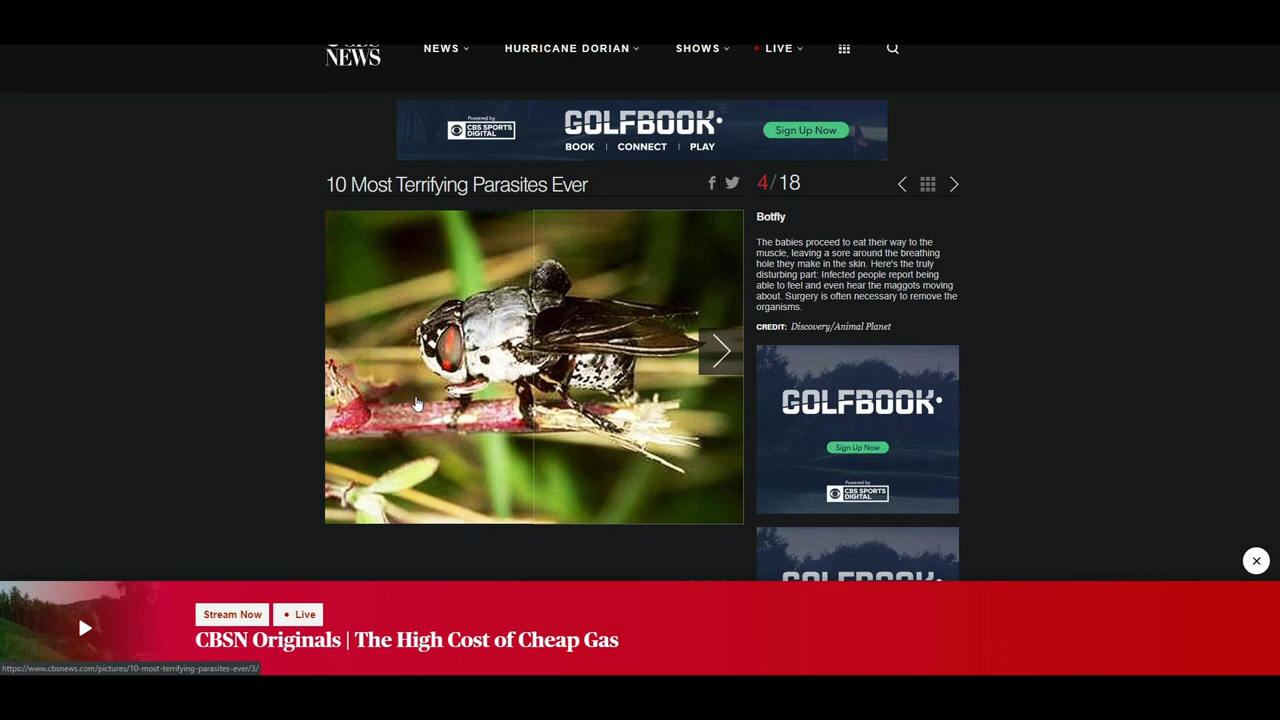 NEWS
NEWS
HURRICANE DORIAN
SHOWS
LIVE
Powered by
CBS SPORTS
DIGITAL
GOLFBOOK
BOOK | CONNECT | PLAY
Sign Up Now
10 Most Terrifying Parasites Ever
4/18
Botfly
The babies proceed to eat their way to the
muscle, leaving a sore around the breathing
hole they make in the skin. Here's the truly
disturbing part: Infected people report being
able to feel and even hear the maggots moving
about. Surgery is often necessary to remove the
organisms.
CREDIT: Discovery/Animal Planet
GOLFBOOK
Sign Up Now
Powered by
CBS SPORTS
DIGITAL
Stream Now
Live
CBSN Originals | The High Cost of Cheap Gas
https://www.cbsnews.com/pictures/10-most-terrifying-parasites-ever/3/